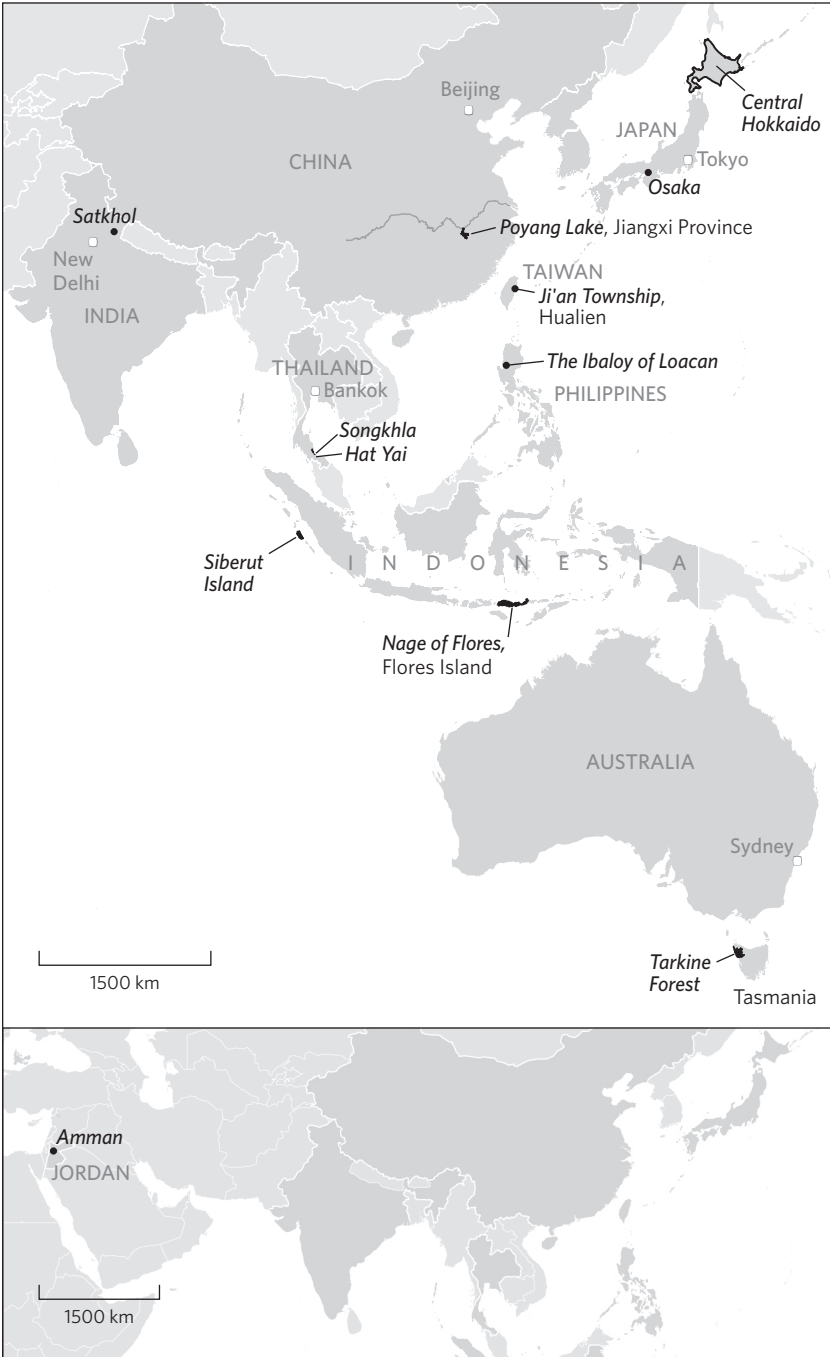 Beijing
Central
Hokkaido
JAPAN
CHINA
Tokyo
Osaka
Satkhol
Poyang Lake, Jiangxi Province
New
Delhi
TAIWAN
Ji'an Township,
Hualien
INDIA
The Ibaloy of Loacan
THAILAND
Bankok
PHILIPPINES
Songkhla
Hat Yai
Siberut
Island
INDONESIA
Nage of Flores,
Flores Island
AUSTRALIA
Sydney
1500 km
Tarkine
Forest
Tasmania
Amman
JORDAN
1500 km